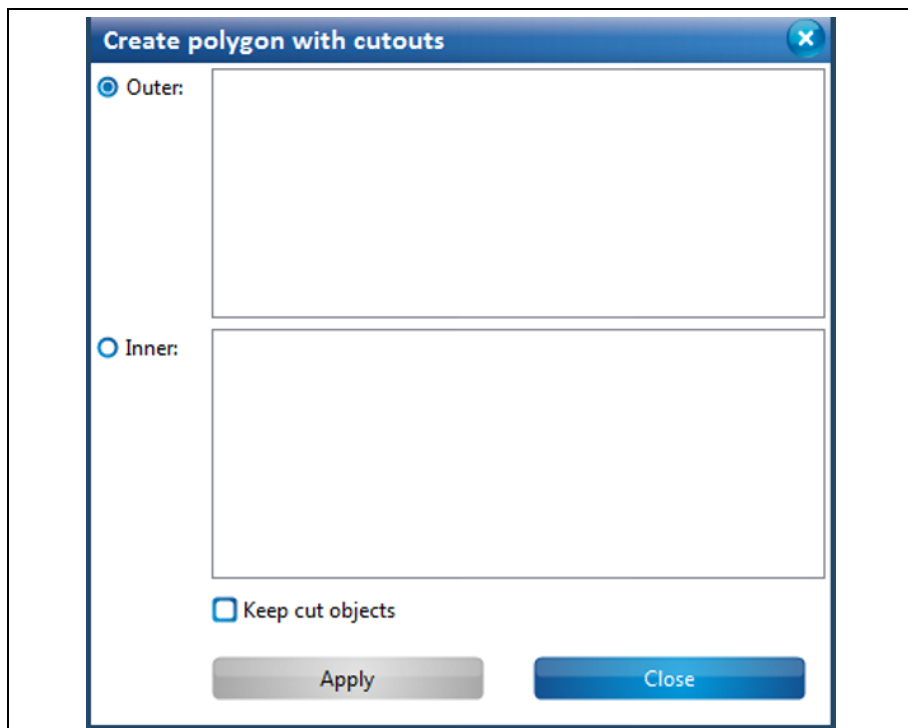 Create polygon with cutouts
Outer:
Inner:
Keep cut objects
Apply
Close